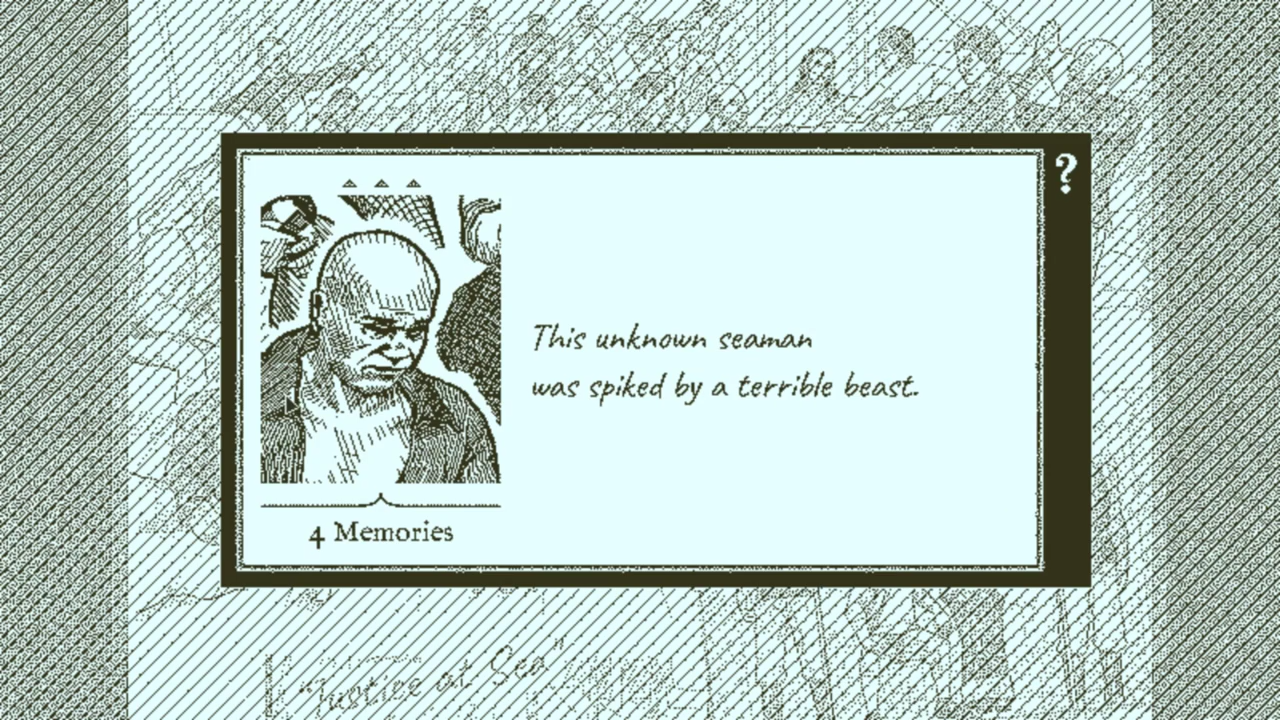 ?
This unknown seaman
was spiked by a terrible beast.
4 Memories
"Justice at Sea"